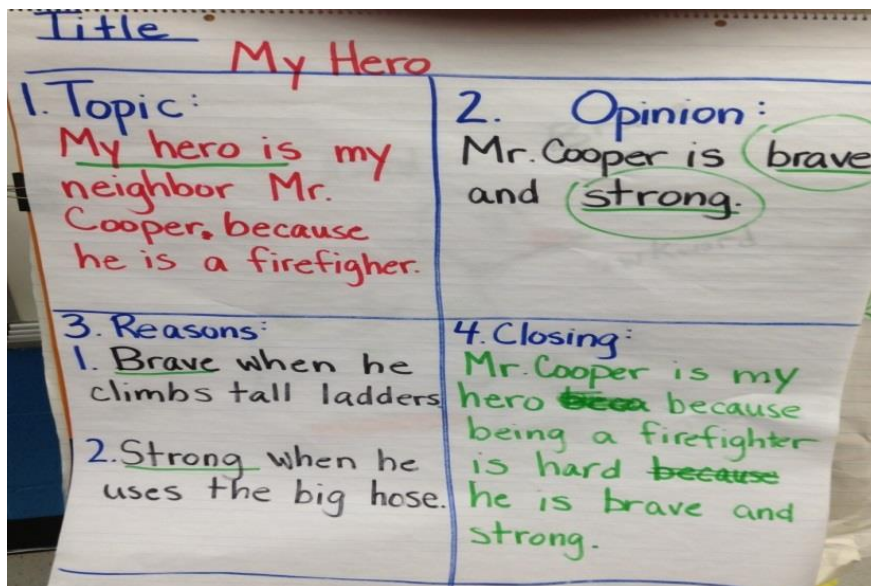 Title
My Hero
1. Topic:
My hero is my
neighbor Mr.
Cooper. because
he is a firefigher.
2. Opinion:
Mr. Cooper is brave
and strong.
3. Reasons:
1. Brave when he
climbs tall ladders
2. Strong when he
uses the big hose.
4. Closing:
Mr. Cooper is my
hero becau because
being a firefighter
is hard because
he is brave and
strong.